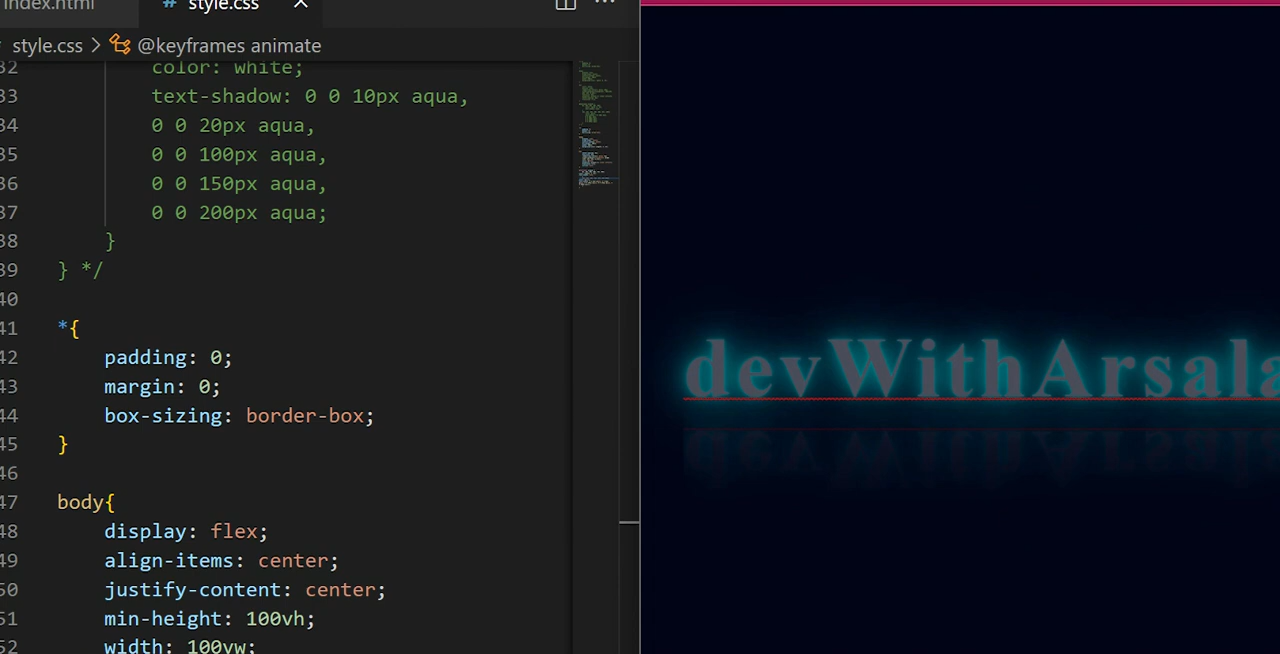 index.html
# style.css ×
style.css > @keyframes animate
32 color: white;
33 text-shadow: 0 0 10px aqua,
34 0 0 20px aqua,
35 0 0 100px aqua,
36 0 0 150px aqua,
37 0 0 200px aqua;
38 }
39 } */
40
41 *{
42 padding: 0;
43 margin: 0;
44 box-sizing: border-box;
45 }
46
47 body{
48 display: flex;
49 align-items: center;
50 justify-content: center;
51 min-height: 100vh;
52 width: 100vw;
devWithArsala